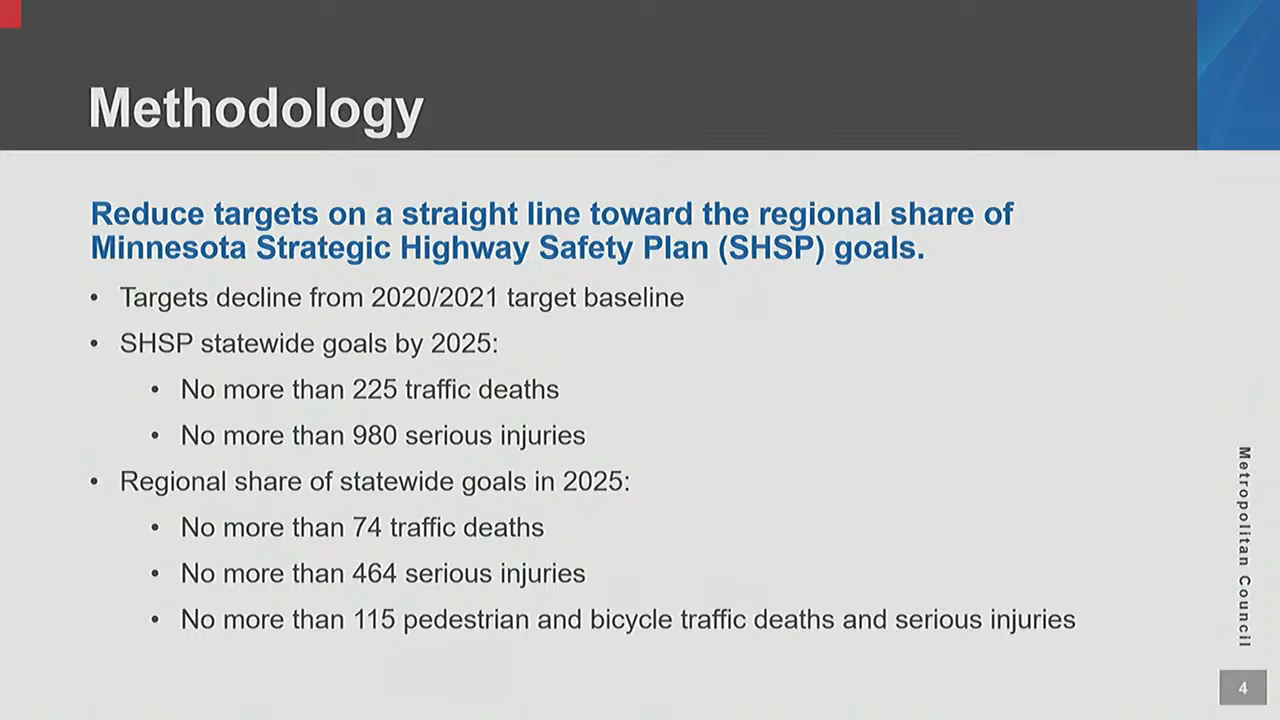 Methodology
Reduce targets on a straight line toward the regional share of
Minnesota Strategic Highway Safety Plan (SHSP) goals.
• Targets decline from 2020/2021 target baseline
• SHSP statewide goals by 2025:
• No more than 225 traffic deaths
• No more than 980 serious injuries
• Regional share of statewide goals in 2025:
• No more than 74 traffic deaths
• No more than 464 serious injuries
• No more than 115 pedestrian and bicycle traffic deaths and serious injuries
Metropolitan Council
4